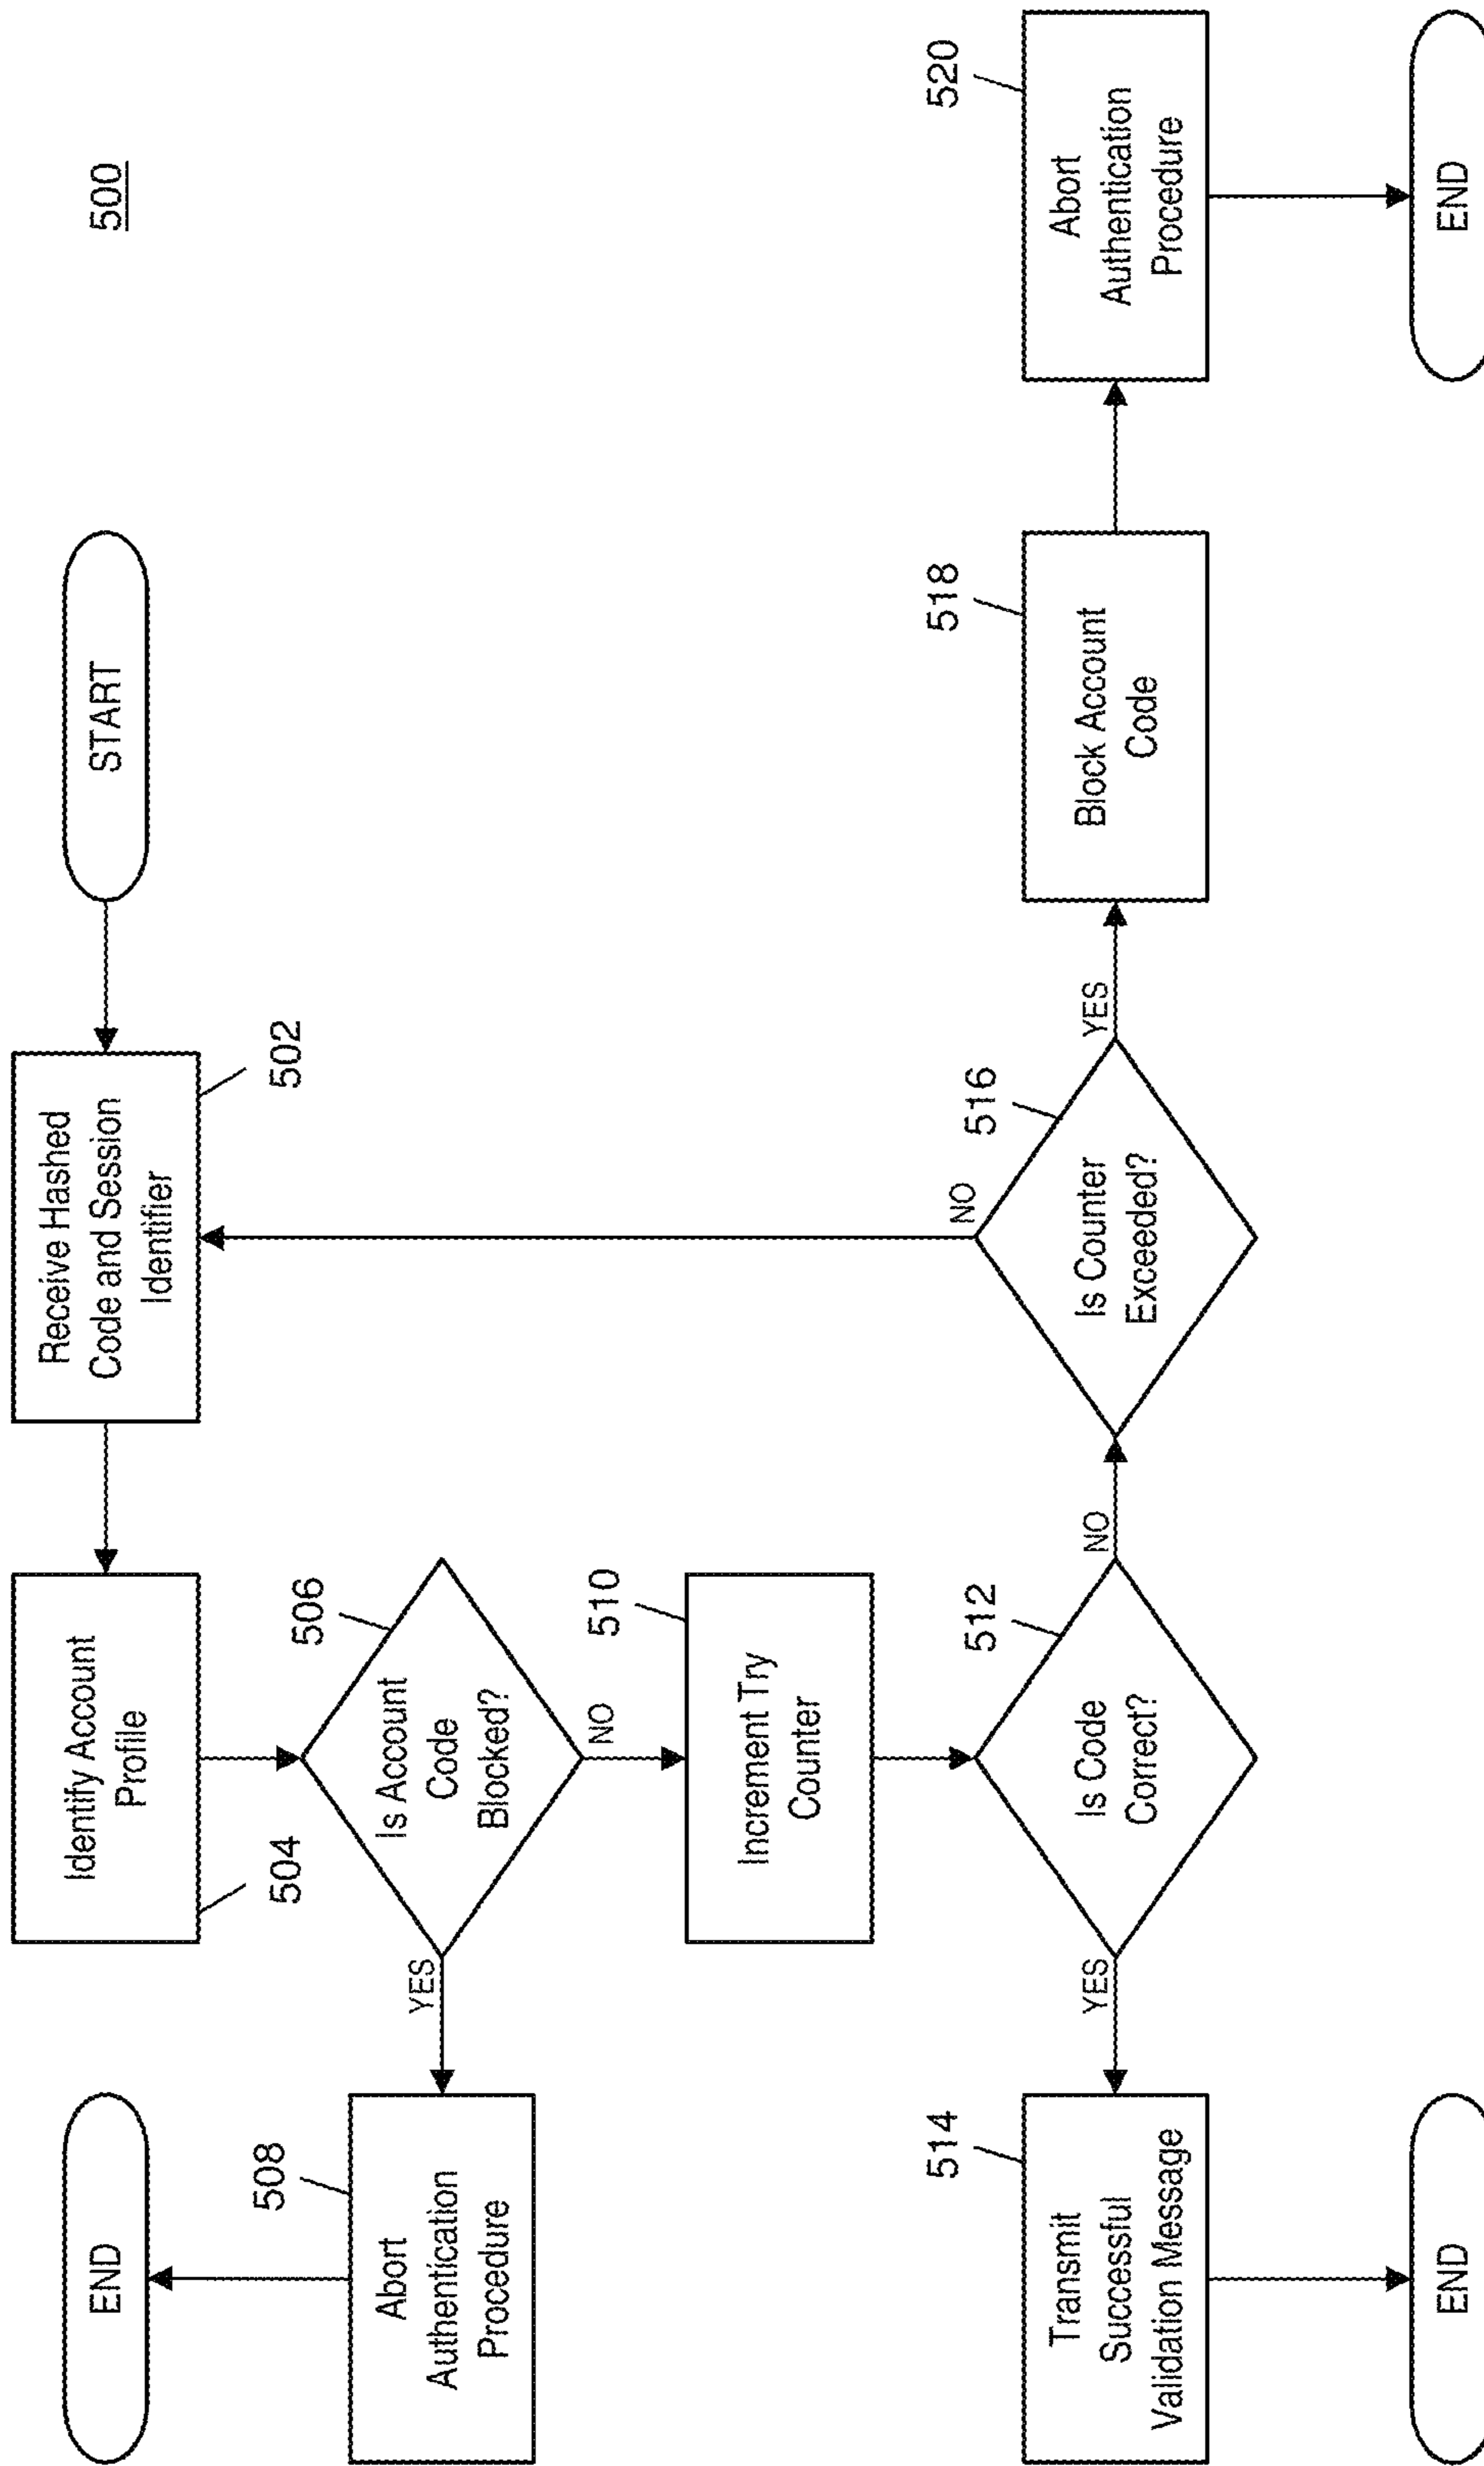 500
START
Receive Hashed
Code and Session
Identifier
502
Identify Account
Profile
504
Is Account
Code
Blocked?
506
YES
NO
Abort
Authentication
Procedure
508
END
Increment Try
Counter
510
Is Code
Correct?
512
YES
NO
Transmit
Successful
Validation Message
514
END
Is Counter
Exceeded?
516
NO
YES
Block Account
Code
518
Abort
Authentication
Procedure
520
END